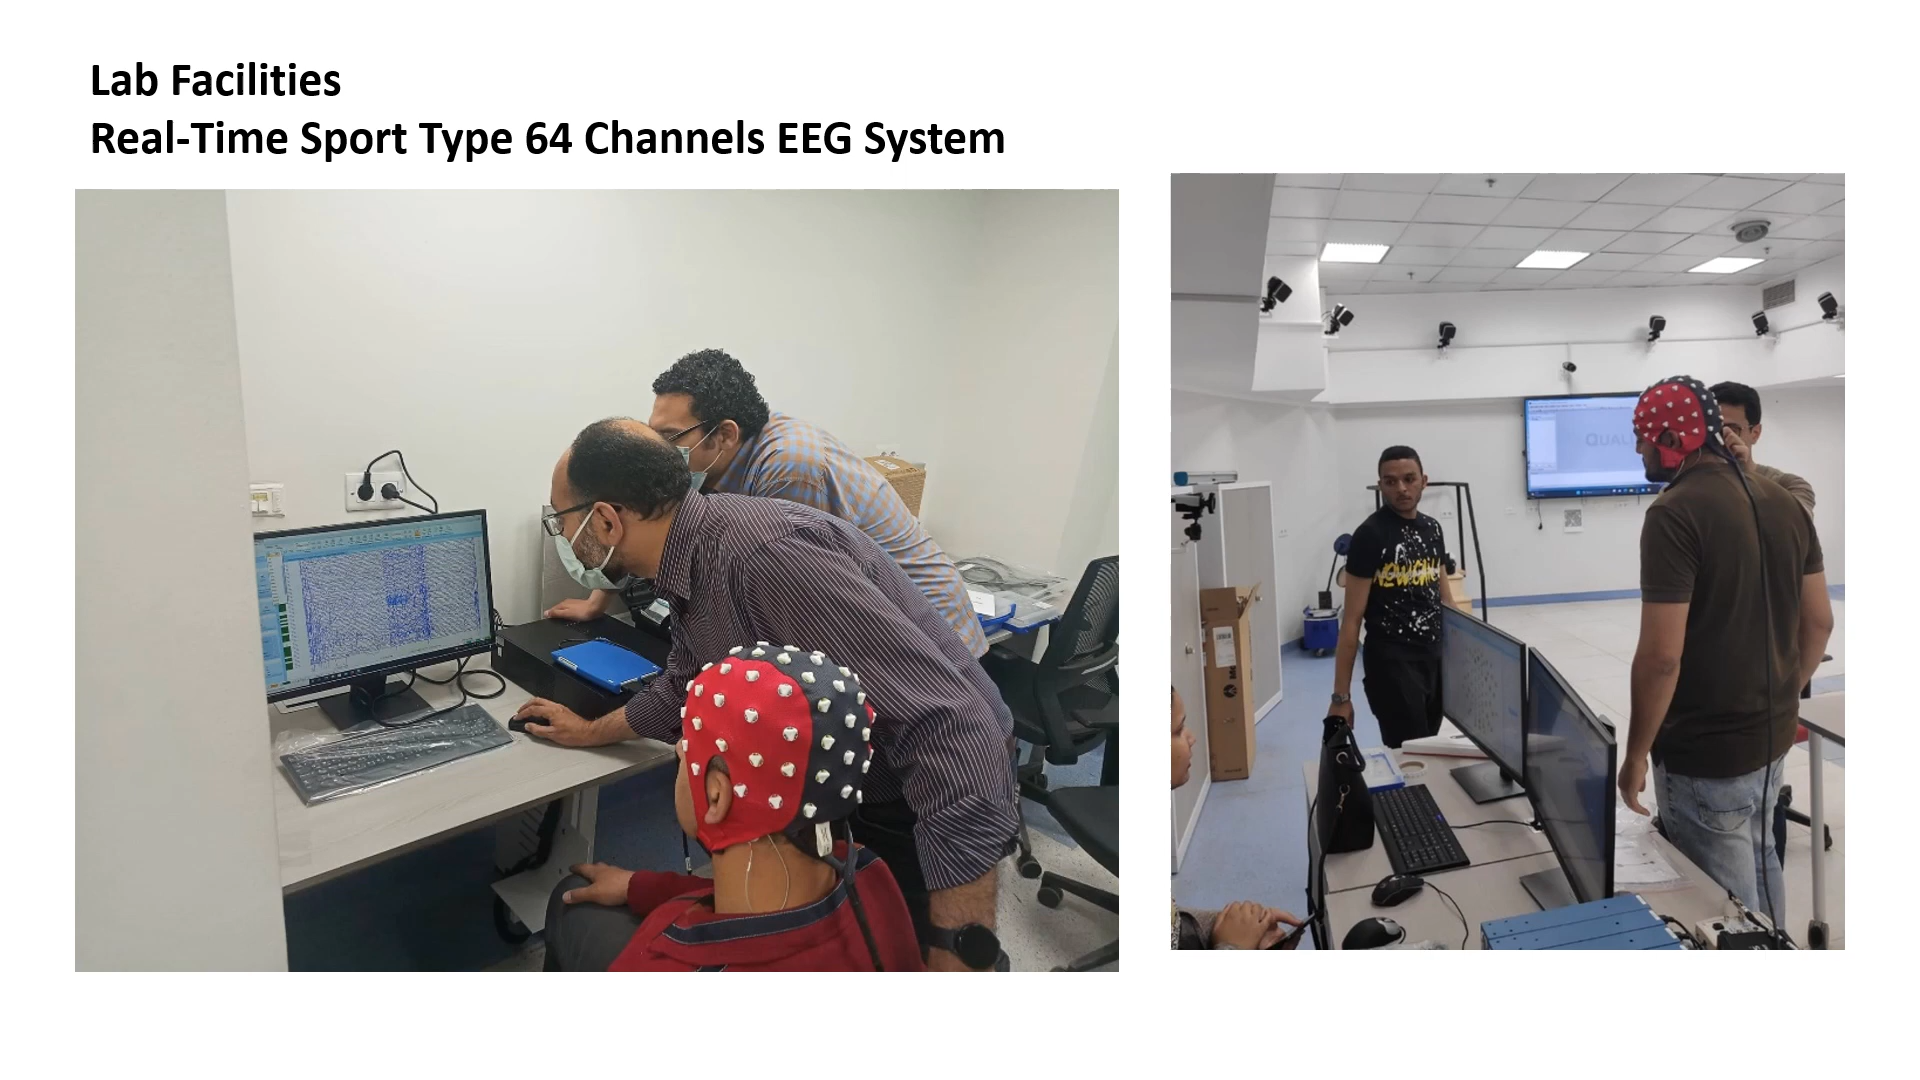 Lab Facilities
Real-Time Sport Type 64 Channels EEG System